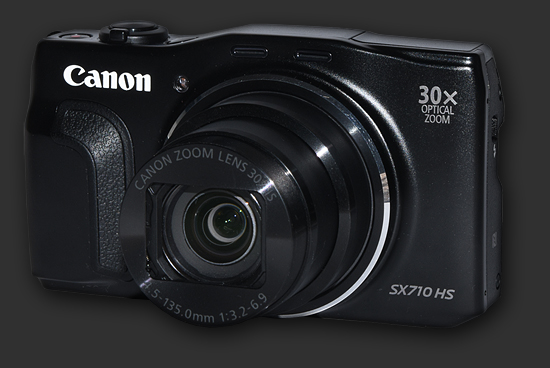 Canon
30×
OPTICAL
ZOOM
CANON ZOOM LENS 30× IS
.5-135.0mm 1:3.2-6.9
SX710 HS